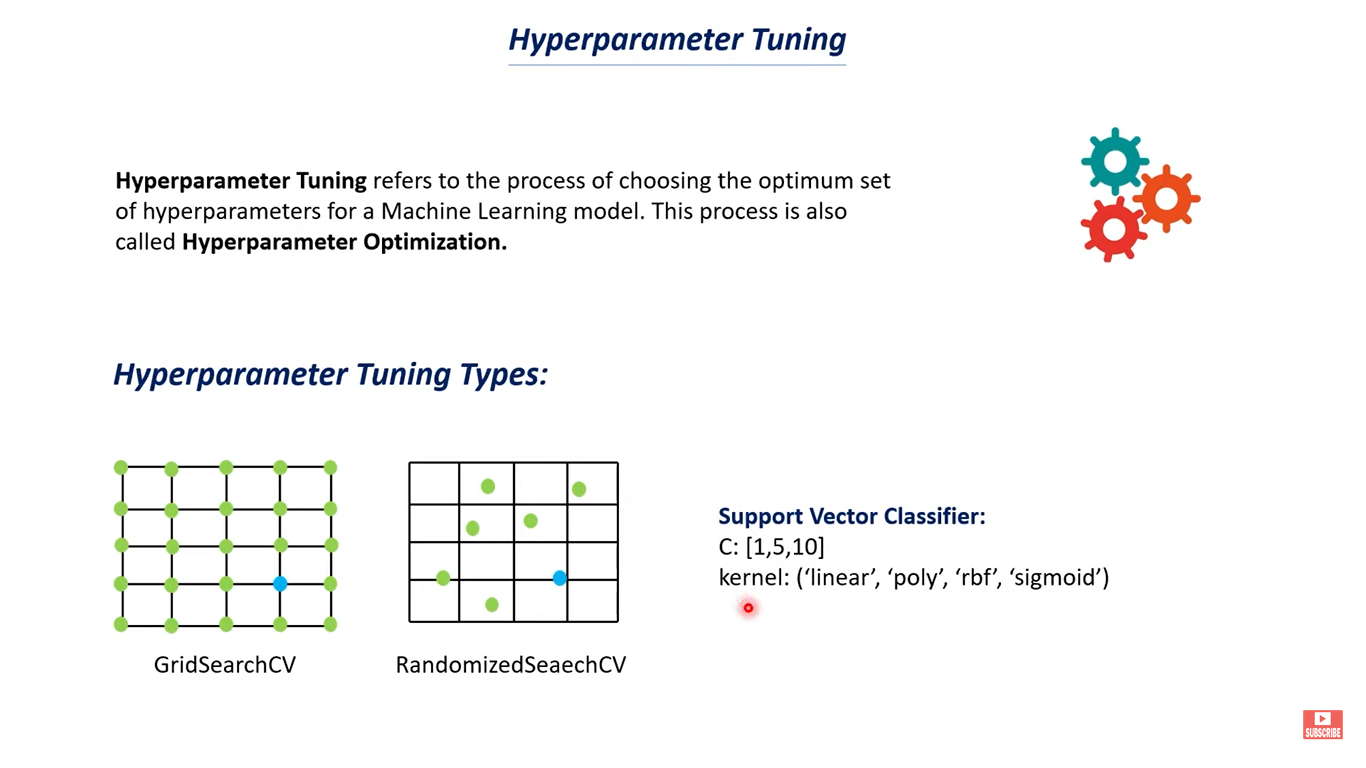 Hyperparameter Tuning
Hyperparameter Tuning refers to the process of choosing the optimum set
of hyperparameters for a Machine Learning model. This process is also
called Hyperparameter Optimization.
Hyperparameter Tuning Types:
Support Vector Classifier:
C: [1,5,10]
kernel: (‘linear’, ‘poly’, ‘rbf’, ‘sigmoid’)
GridSearchCV
RandomizedSeaechCV
SUBSCRIBE